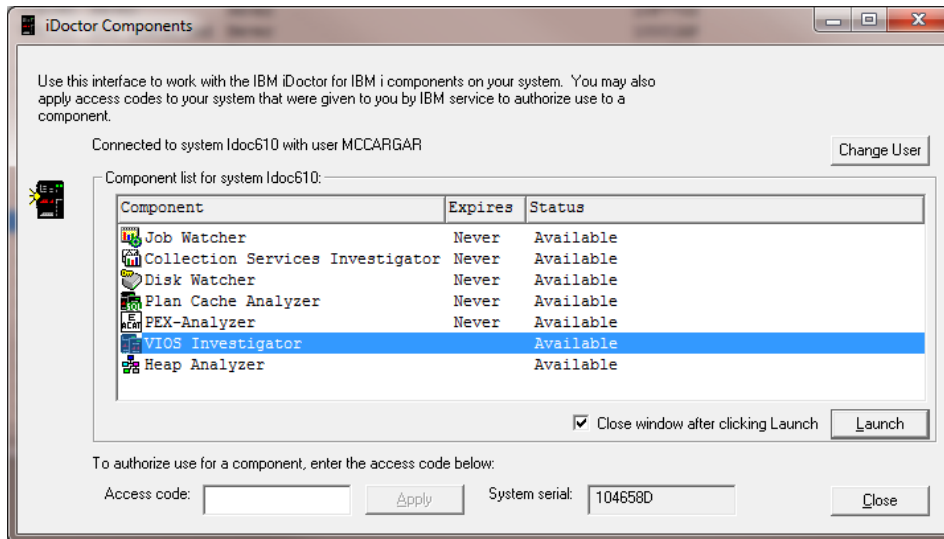 iDoctor Components
Use this interface to work with the IBM iDoctor for IBM i components on your system. You may also
apply access codes to your system that were given to you by IBM service to authorize use to a
component.
Connected to system Idoc610 with user MCCARGAR
Change User
Component list for system Idoc610:
Component Expires Status
Job Watcher Never Available
Collection Services Investigator Never Available
Disk Watcher Never Available
Plan Cache Analyzer Never Available
PEX-Analyzer Never Available
VIOS Investigator Available
Heap Analyzer Available
Close window after clicking Launch Launch
To authorize use for a component, enter the access code below:
Access code: Apply System serial: 104658D Close